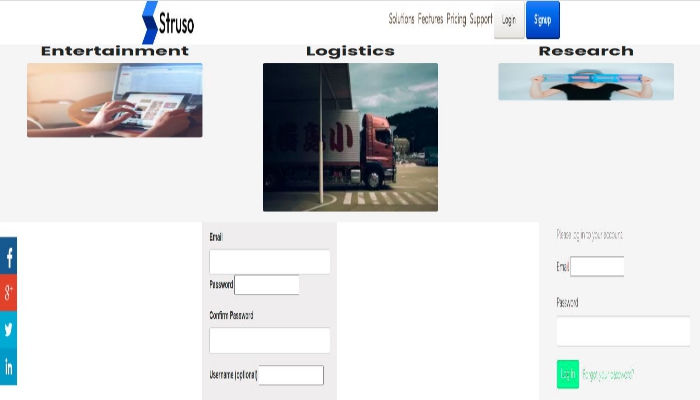 Struso
Solutions Features Pricing Support Login Signup
Entertainment
Logistics
Research
Email
Password
Confirm Password
Username (optional)
Please log in to your account
Email
Password
Log in
Forgot your password?